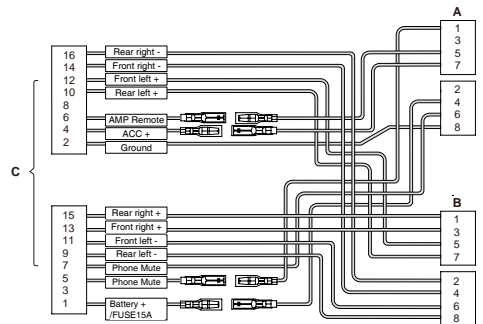 A
1
3
5
7
2
4
6
8
16 Rear right -
14 Front right -
12 Front left +
10 Rear left +
8
6 AMP Remote
4 ACC +
2 Ground
C
B
1
3
5
7
2
4
6
8
15 Rear right +
13 Front right +
11 Front left -
9 Rear left -
7 Phone Mute
5 Phone Mute
3
1 Battery +
/FUSE15A